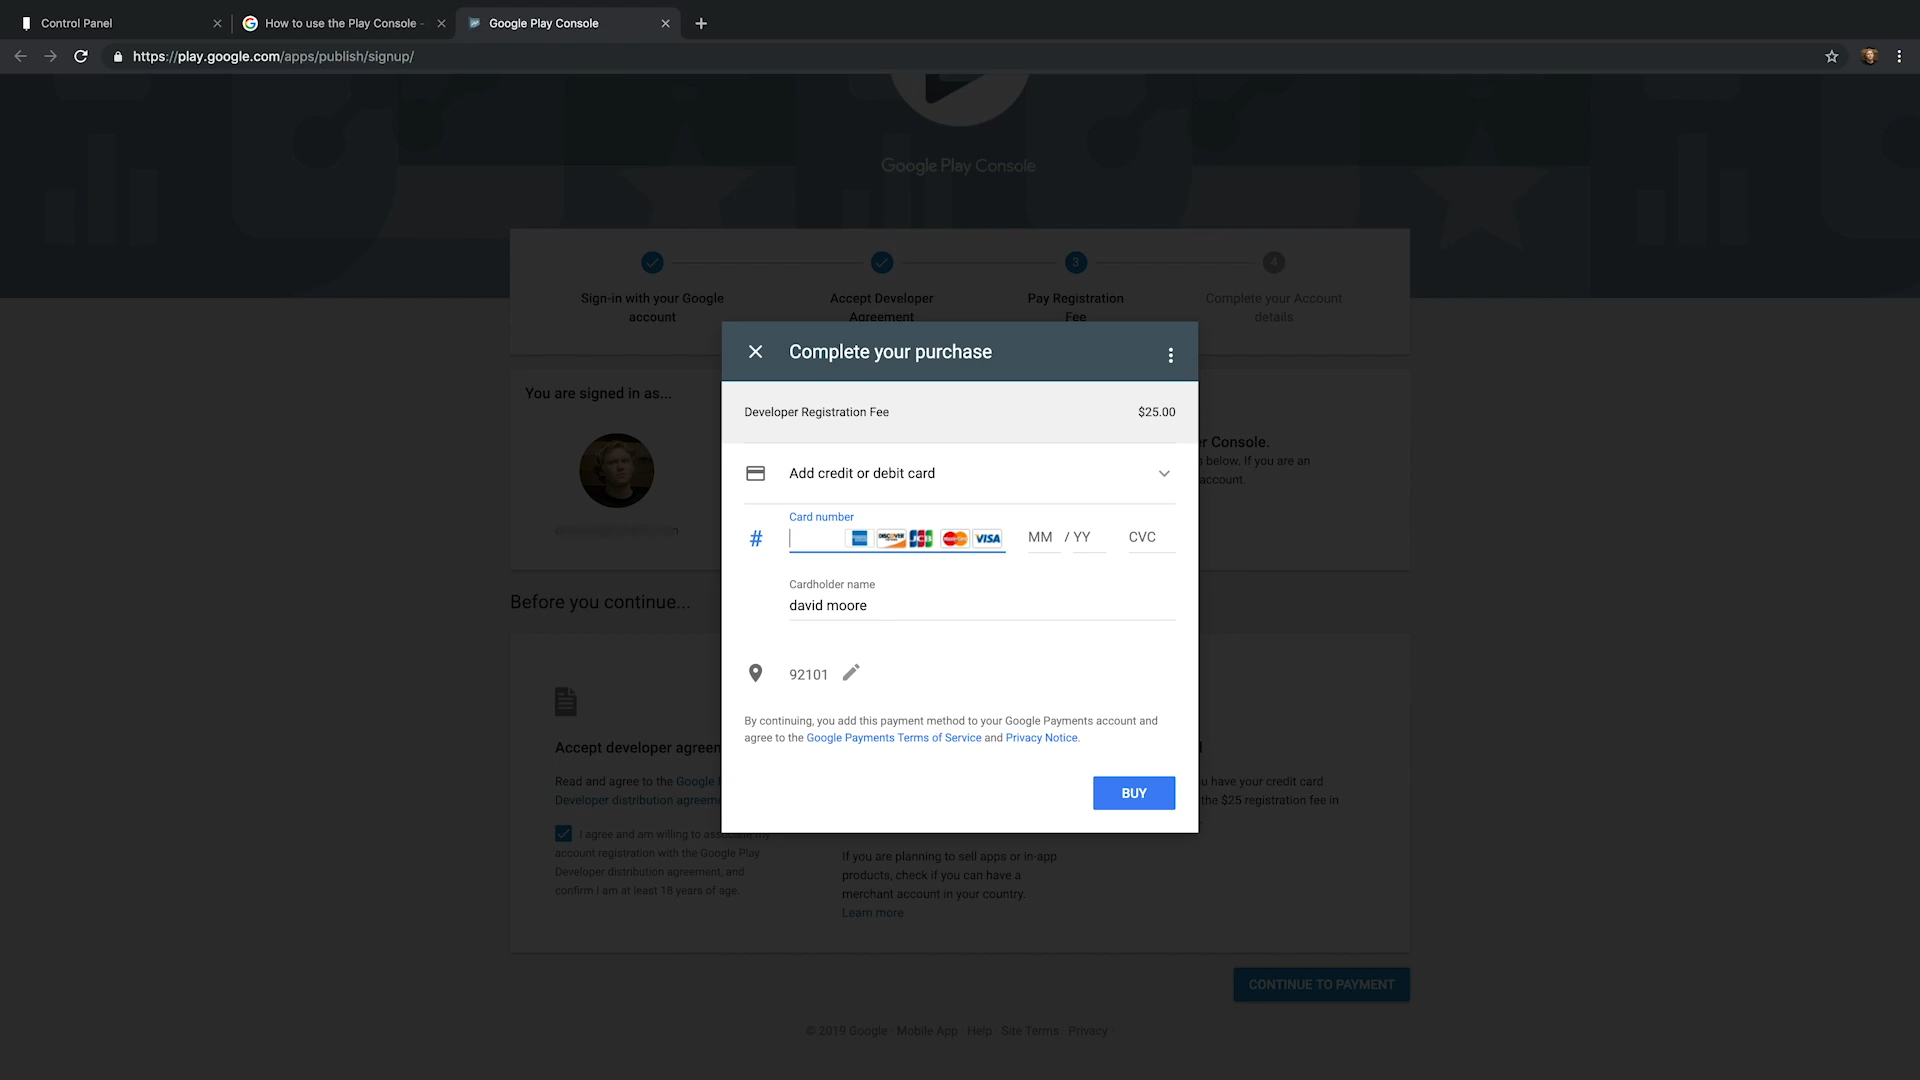 Control Panel
How to use the Play Console -
Google Play Console
https://play.google.com/apps/publish/signup/
Google Play Console
3
4
Sign-in with your Google
account
Accept Developer
Agreement
Pay Registration
Fee
Complete your Account
details
Complete your purchase
You are signed in as...
Developer Registration Fee
$25.00
r Console.
below. If you are an
account.
Add credit or debit card
Card number
DISCOVER
JCB
MasterCard
VISA
MM / YY
CVC
Cardholder name
david moore
Before you continue...
92101
By continuing, you add this payment method to your Google Payments account and
agree to the Google Payments Terms of Service and Privacy Notice.
BUY
Accept developer agreem
Read and agree to the Google
Developer distribution agreeme
I agree and am willing to associate my
account registration with the Google Play
Developer distribution agreement, and
confirm I am at least 18 years of age.
If you are planning to sell apps or in-app
products, check if you can have a
merchant account in your country.
Learn more
u have your credit card
the $25 registration fee in
CONTINUE TO PAYMENT
© 2019 Google · Mobile App · Help · Site Terms · Privacy ·